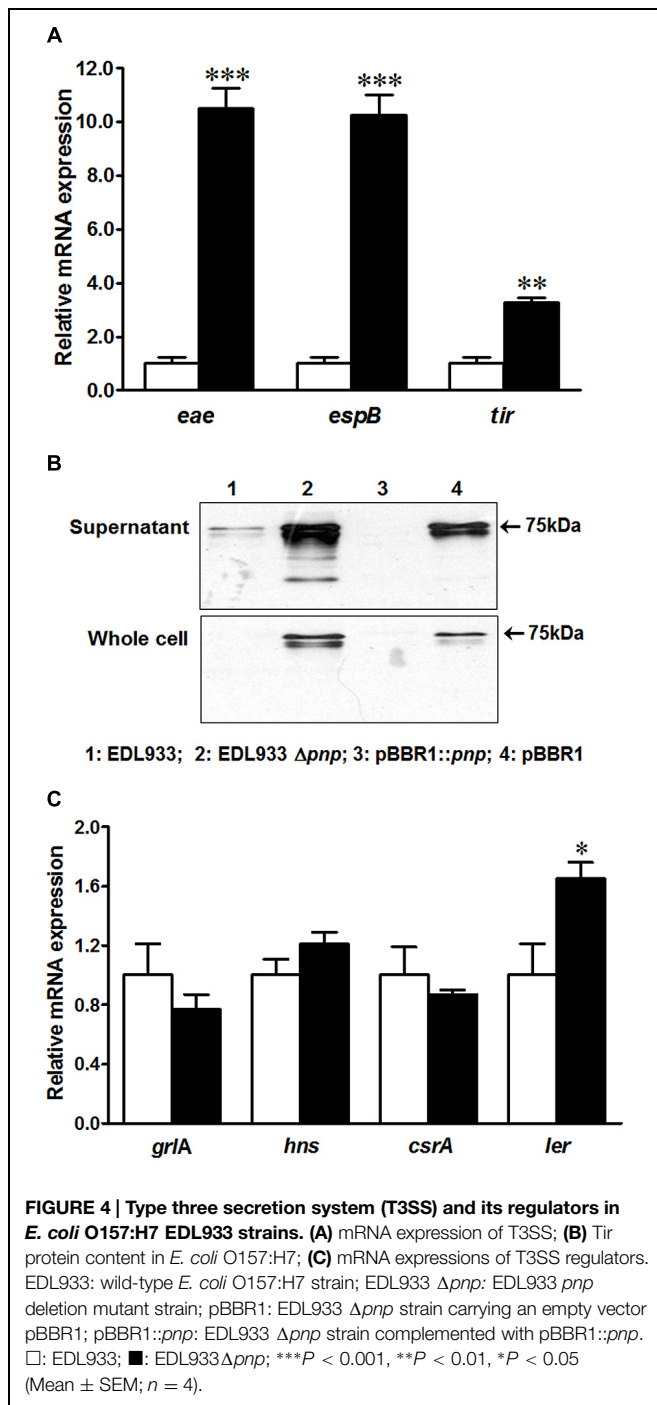 A
12.0
10.0
8.0
6.0
4.0
2.0
0.0
Relative mRNA expression
*** *** **
eae espB tir
B
1 2 3 4
Supernatant ←75kDa
Whole cell ←75kDa
1: EDL933; 2: EDL933 Δpnp; 3: pBBR1::pnp; 4: pBBR1
C
2.0
1.6
1.2
0.8
0.4
0.0
Relative mRNA expression
*
grlA hns csrA ler
FIGURE 4 | Type three secretion system (T3SS) and its regulators in
E. coli O157:H7 EDL933 strains. (A) mRNA expression of T3SS; (B) Tir
protein content in E. coli O157:H7; (C) mRNA expressions of T3SS regulators.
EDL933: wild-type E. coli O157:H7 strain; EDL933 Δpnp: EDL933 pnp
deletion mutant strain; pBBR1: EDL933 Δpnp strain carrying an empty vector
pBBR1; pBBR1::pnp: EDL933 Δpnp strain complemented with pBBR1::pnp.
□: EDL933; ■: EDL933Δpnp; ***P < 0.001, **P < 0.01, *P < 0.05
(Mean ± SEM; n = 4).